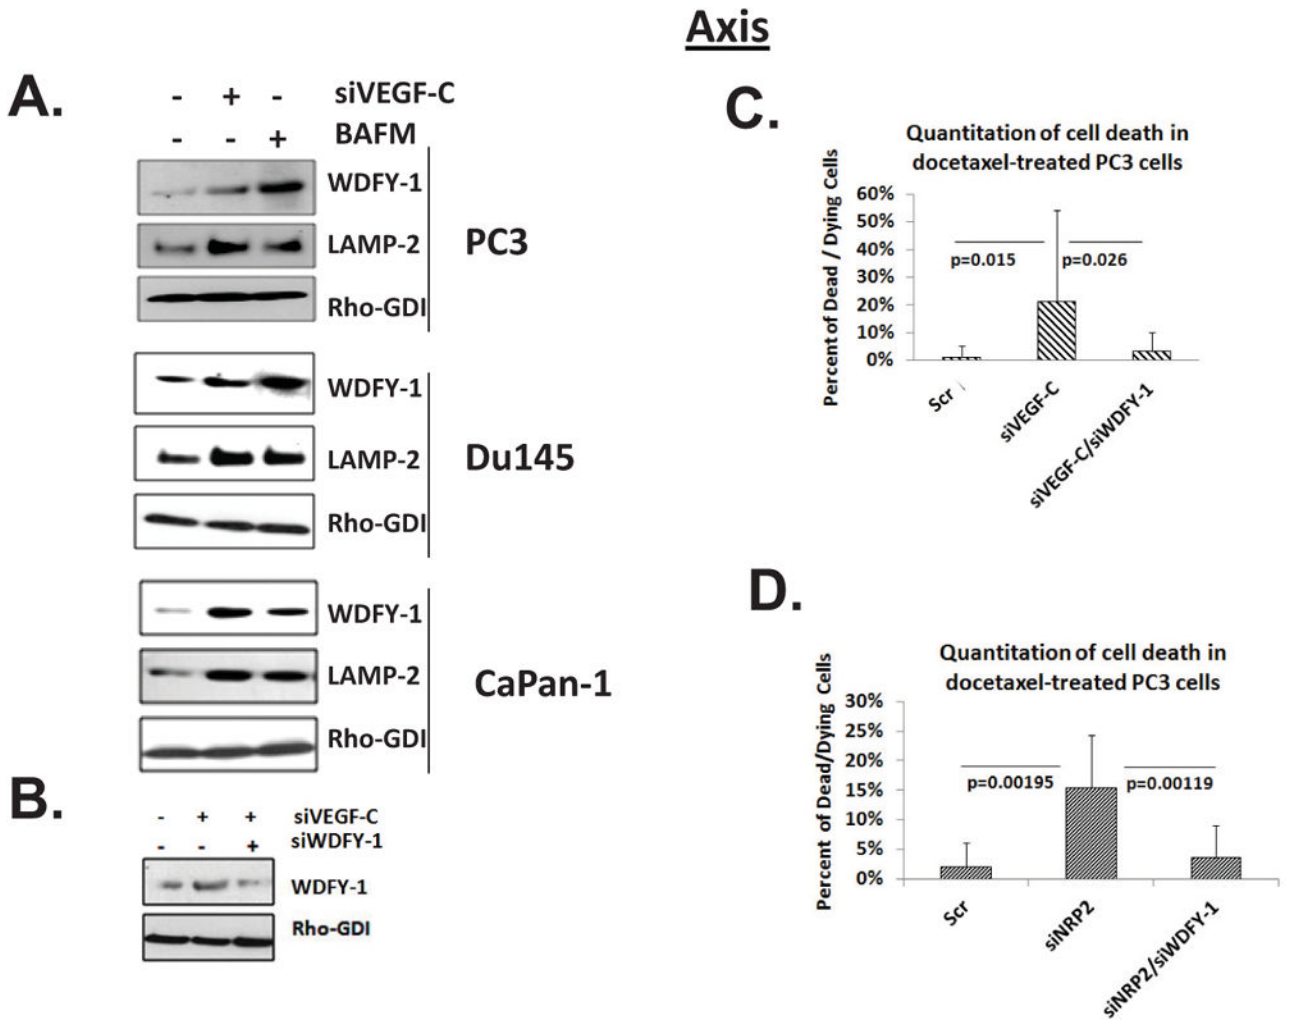 Axis
A.
- + - siVEGF-C
- - + BAFM
WDFY-1
LAMP-2
Rho-GDI
PC3
WDFY-1
LAMP-2
Rho-GDI
Du145
WDFY-1
LAMP-2
Rho-GDI
CaPan-1
B.
- + + siVEGF-C
- - + siWDFY-1
WDFY-1
Rho-GDI
C.
Quantitation of cell death in
docetaxel-treated PC3 cells
Percent of Dead / Dying Cells
60%
50%
40%
30%
20%
10%
0%
p=0.015
p=0.026
Scr
siVEGF-C
siVEGF-C/siWDFY-1
D.
Quantitation of cell death in
docetaxel-treated PC3 cells
Percent of Dead/Dying Cells
30%
25%
20%
15%
10%
5%
0%
p=0.00195
p=0.00119
Scr
siNRP2
siNRP2/siWDFY-1